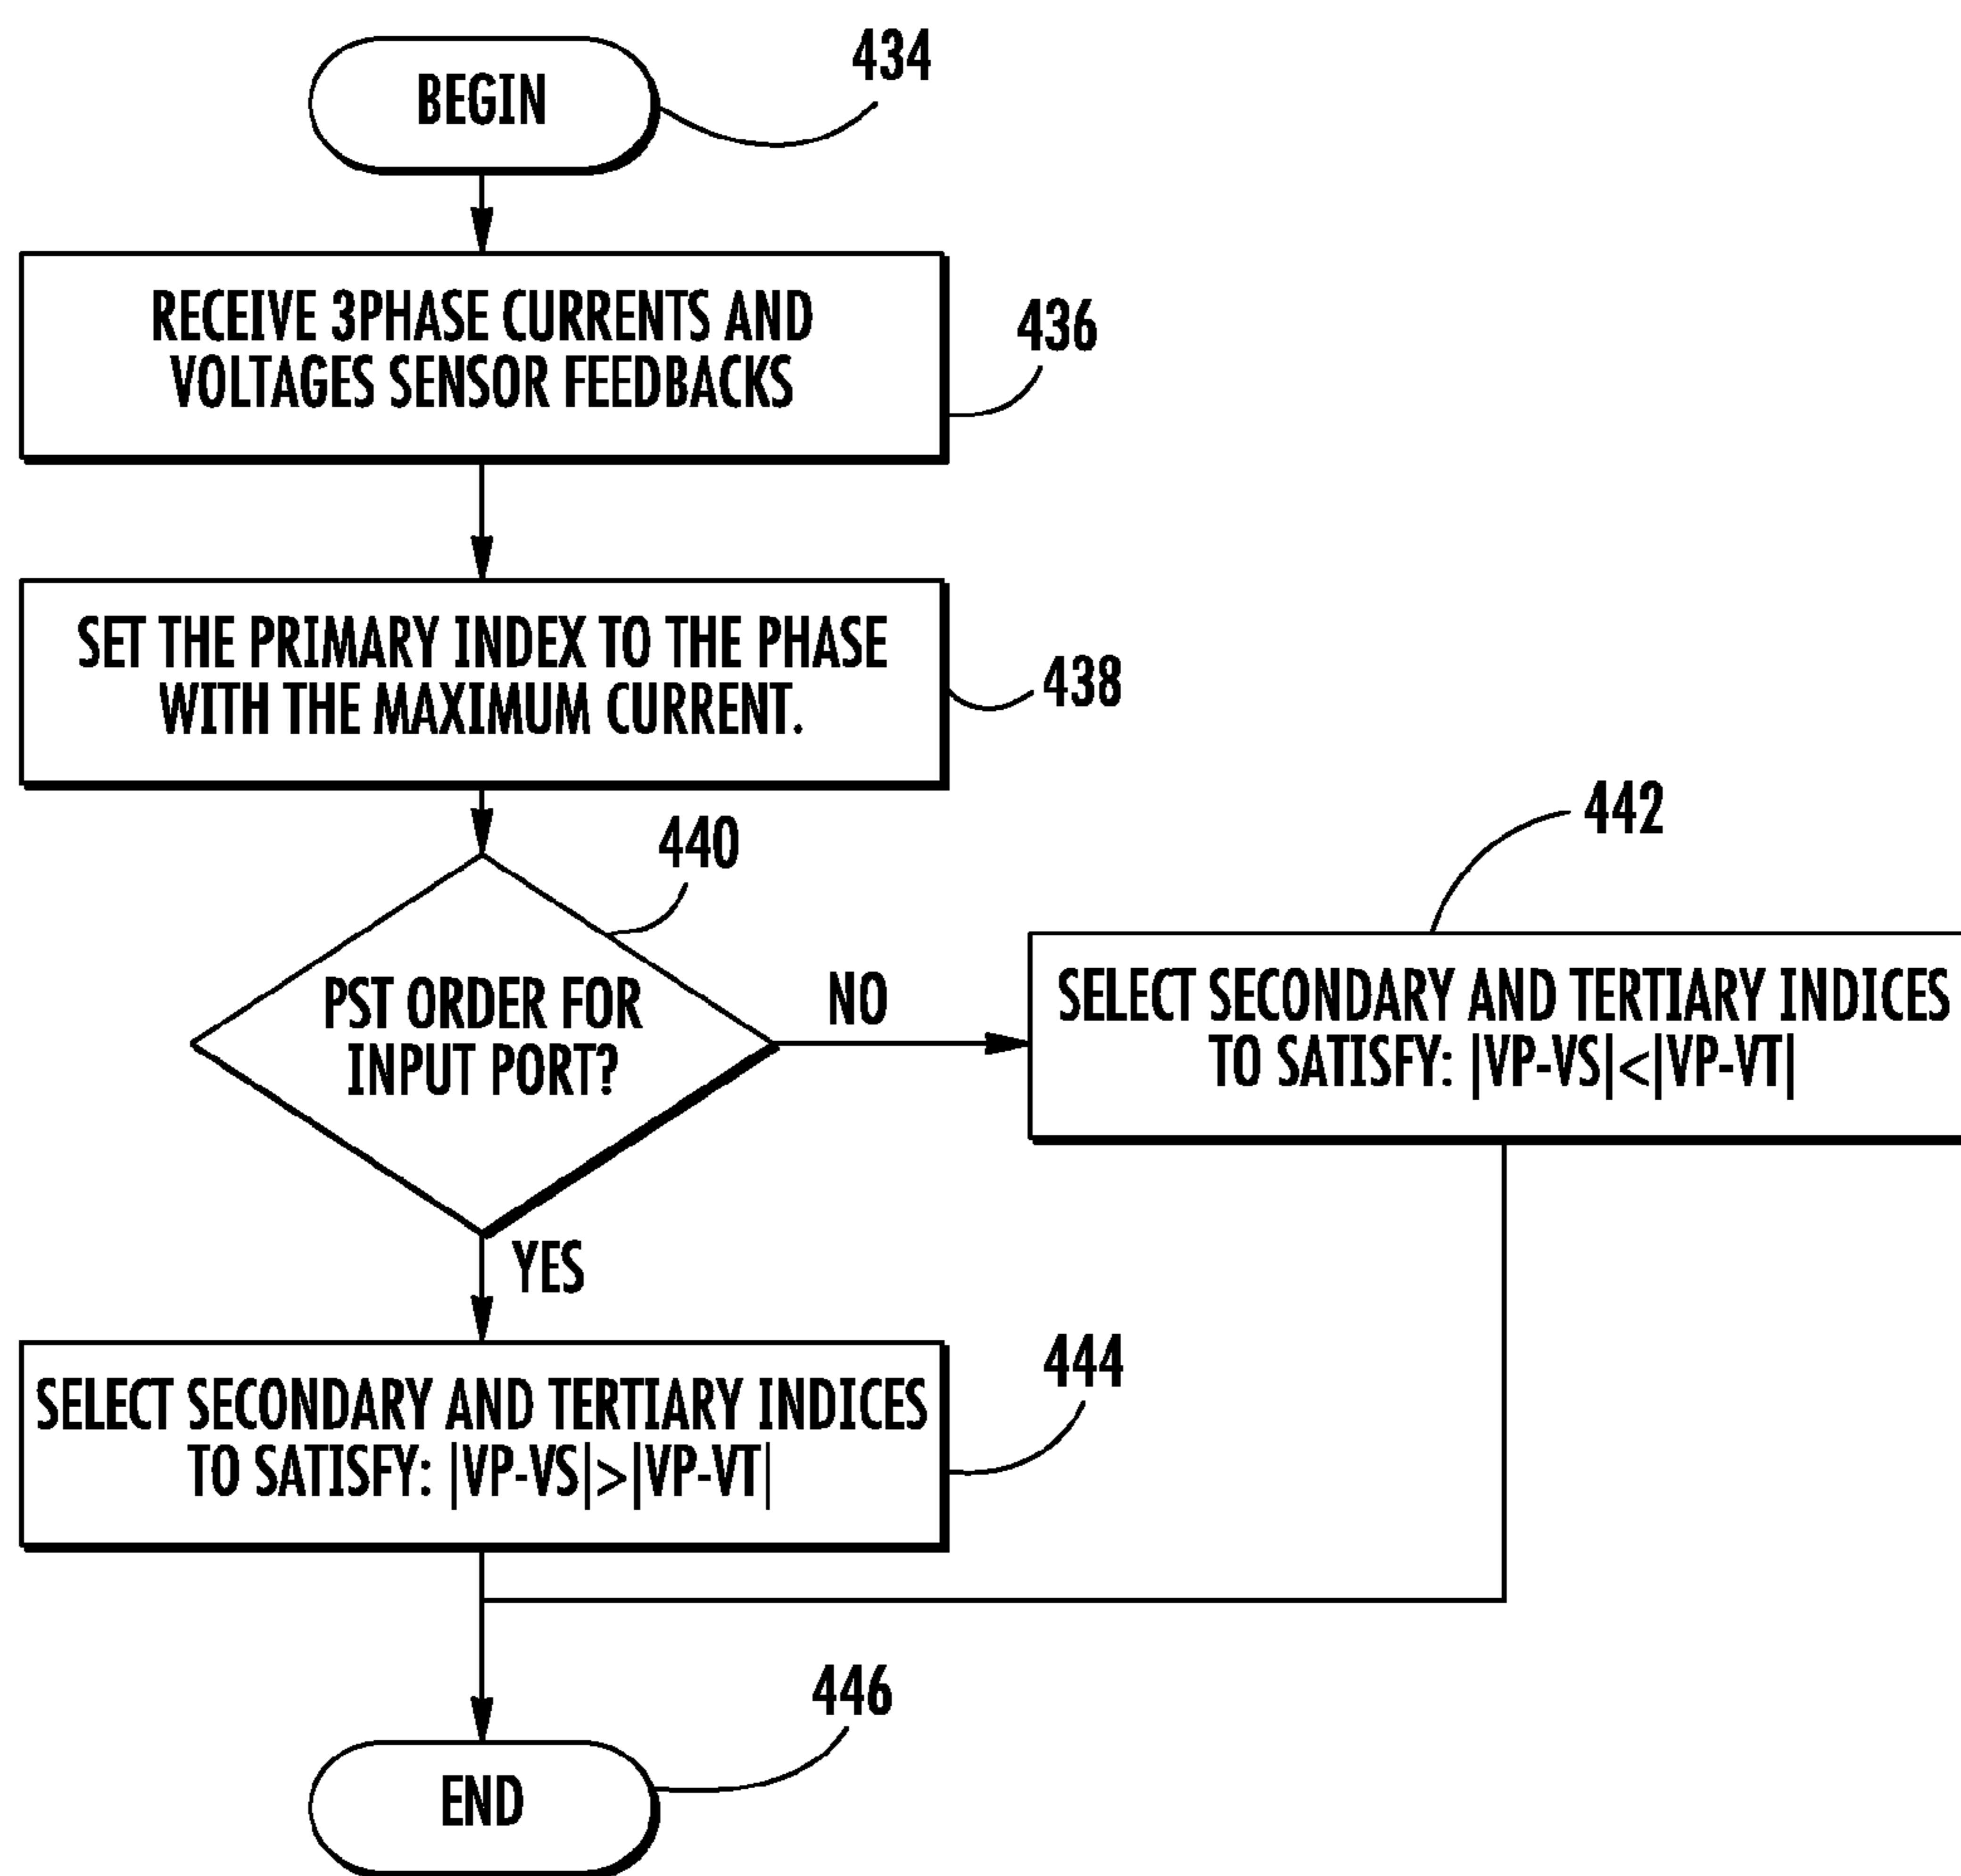 BEGIN
434
RECEIVE 3PHASE CURRENTS AND
VOLTAGES SENSOR FEEDBACKS
436
SET THE PRIMARY INDEX TO THE PHASE
WITH THE MAXIMUM CURRENT.
438
440
PST ORDER FOR
INPUT PORT?
NO
442
SELECT SECONDARY AND TERTIARY INDICES
TO SATISFY: |VP-VS|<|VP-VT|
YES
444
SELECT SECONDARY AND TERTIARY INDICES
TO SATISFY: |VP-VS|>|VP-VT|
446
END